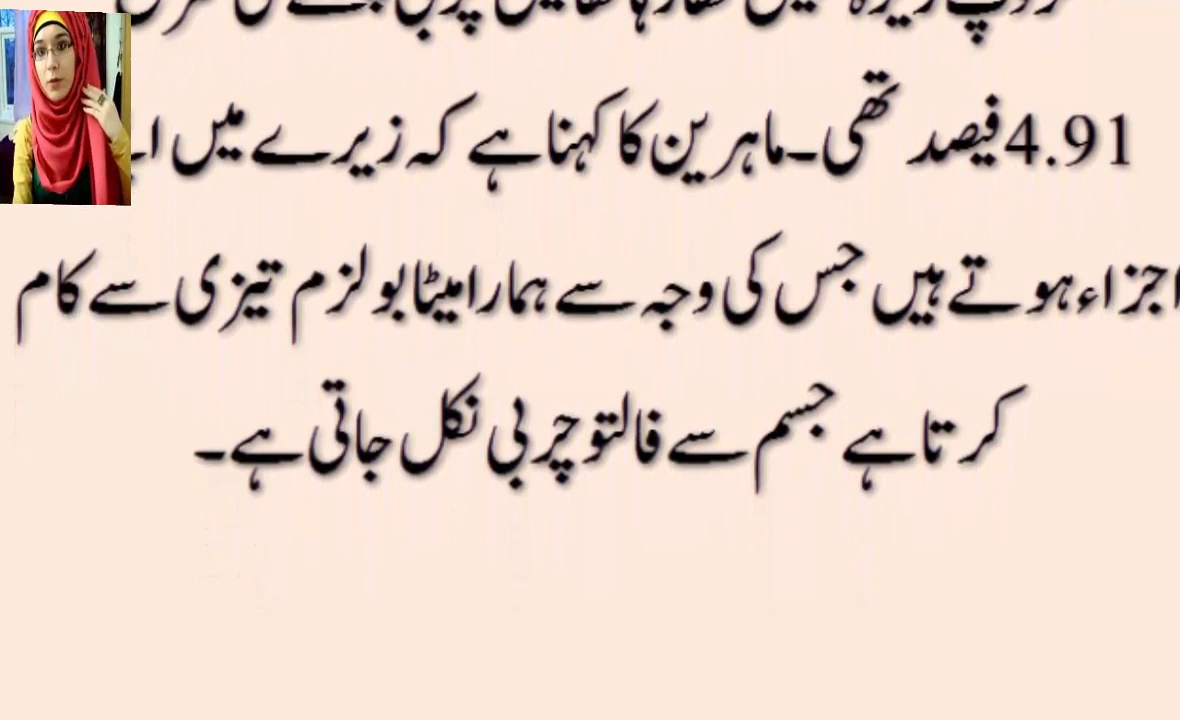 4.91 فیصد تھی۔ماہرین کا کہنا ہے کہ زیرے میں
اجزاء ہوتے ہیں جس کی وجہ سے ہمارا میٹابولزم تیزی سے کام
کرتا ہے جسم سے فالتو چربی نکل جاتی ہے۔